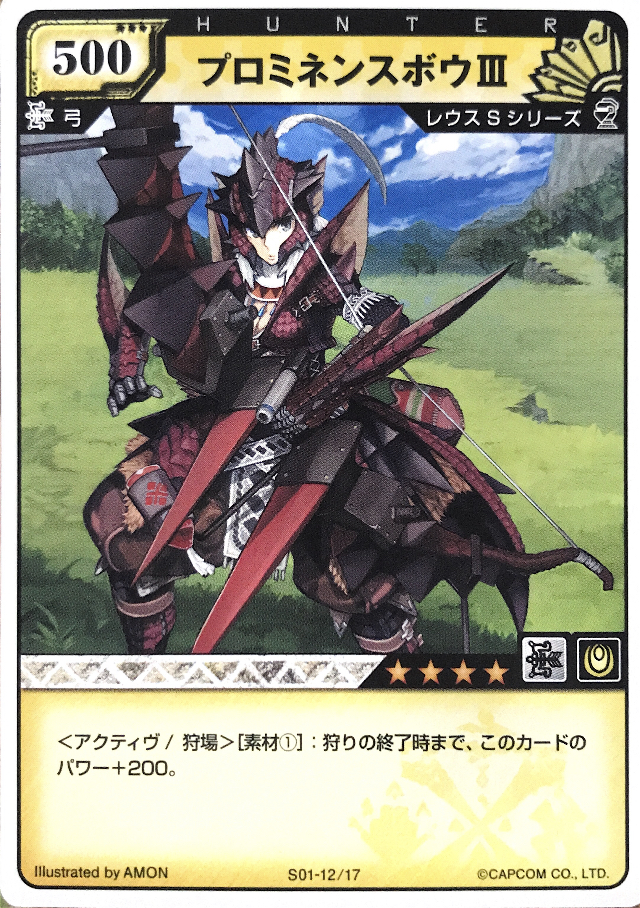 HUNTER
500
プロミネンスボウⅢ
弓
レウスSシリーズ
＜アクティヴ / 狩場＞[素材①]：狩りの終了時まで、このカードの
パワー＋200。
Illustrated by AMON
S01-12/17
©CAPCOM CO., LTD.